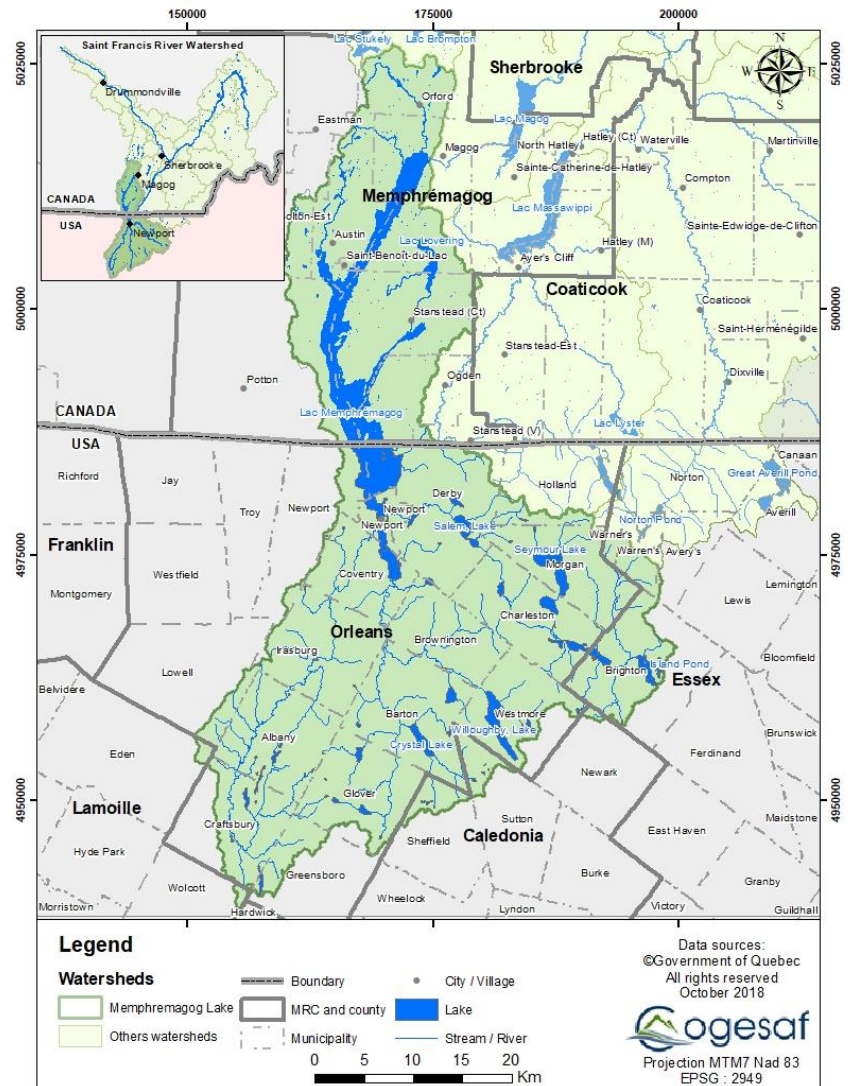 150000
175000
200000
5025000
5025000
Saint Francis River Watershed
Drummondville
Sherbrooke
Magog
CANADA
USA
Newport
Lac Stukely
Lac Brompton
Sherbrooke
N
W
E
S
Orford
Eastman
Lac Magog
Magog
North Hatley
Hatley (Ct)
Waterville
Martinville
Sainte-Catherine-de-Hatley
Compton
Memphrémagog
Lac Massawippi
olton-Est
Austin
Lac Lovering
Sainte-Edwidge-de-Clifton
Saint-Benoît-du-Lac
Hatley (M)
Ayer's Cliff
Coaticook
5000000
5000000
Stanstead (Ct)
Coaticook
Saint-Herménégilde
Stanstead-Est
Potton
Ogden
Dixville
CANADA
Lac Memphrémagog
Lac Lyster
USA
Stanstead (V)
Canaan
Richford
Jay
Holland
Norton
Great Averill Pond
Derby
Troy
Newport
Newport
Newport
Salem, Lake
Norton Pond
Averill
Warner's
Franklin
Seymour Lake
Warren's
Avery's
4975000
4975000
Westfield
Coventry
Morgan
Montgomery
Lewis
Lemington
Charleston
Orleans
Brownington
Irasburg
Bloomfield
Lowell
Brighton
Island Pond
Essex
Belvidere
Barton
Westmore
Willoughby, Lake
Brunswick
Albany
Crystal Lake
Eden
Ferdinand
Newark
4950000
4950000
Glover
Lamoille
Craftsbury
Sutton
Maidstone
Caledonia
East Haven
Sheffield
Hyde Park
Greensboro
Burke
Wolcott
Wheelock
Granby
Morristown
Hardwick
Lyndon
Victory
Guildhall
Legend
Watersheds
Memphremagog Lake
Others watersheds
Boundary
MRC and county
Municipality
City / Village
Lake
Stream / River
0 5 10 15 20
Km
Data sources:
©Government of Quebec
All rights reserved
October 2018
Cogesaf
Projection MTM7 Nad 83
EPSG : 2949